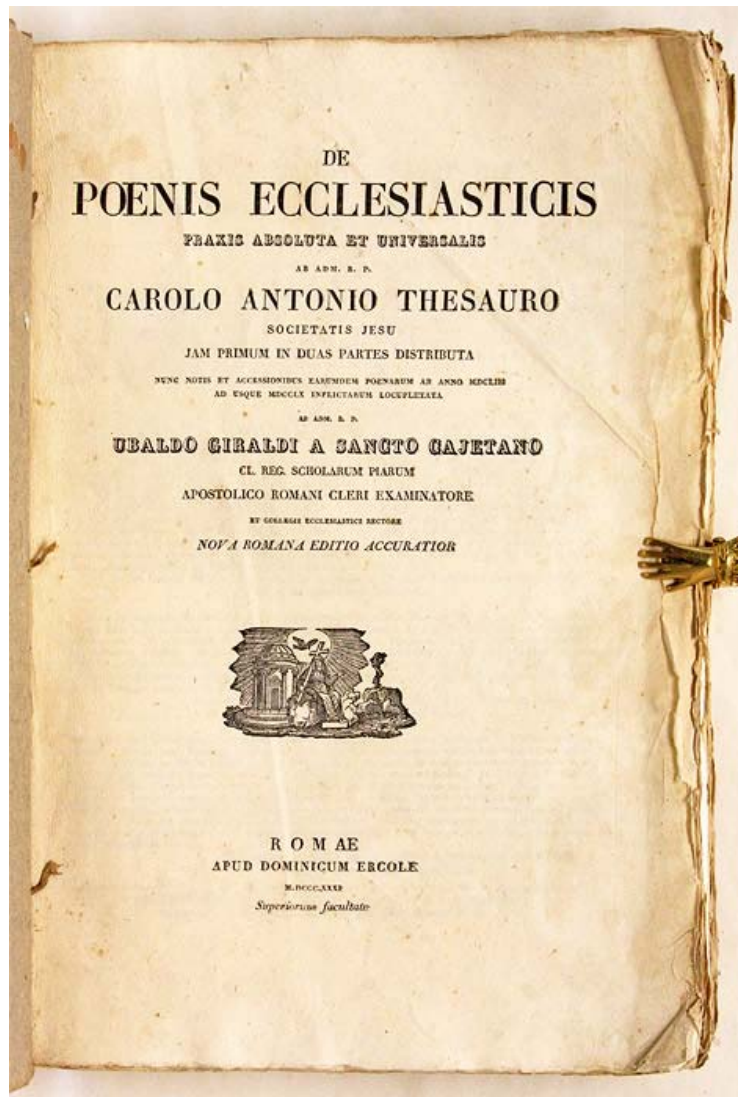 DE
POENIS ECCLESIASTICIS
PRAXIS ABSOLUTA ET UNIVERSALIS
AB ADM. R. P.
CAROLO ANTONIO THESAURO
SOCIETATIS JESU
JAM PRIMUM IN DUAS PARTES DISTRIBUTA
NUNC NOTIS ET ACCESSIONIBUS EARUMDEM POENARUM AB ANNO MDCLIII
AD USQUE MDCCLX INFLICTARUM LOCUPLETATA
AB ADM. R. P.
UBALDO GIRALDI A SANCTO CAJETANO
CL. REG. SCHOLARUM PIARUM
APOSTOLICO ROMANI CLERI EXAMINATORE
ET COLLEGII ECCLESIASTICI RECTORE
NOVA ROMANA EDITIO ACCURATIOR
ROMAE
APUD DOMINICUM ERCOLE
M.DCCC.XXXI
Superiorum facultate